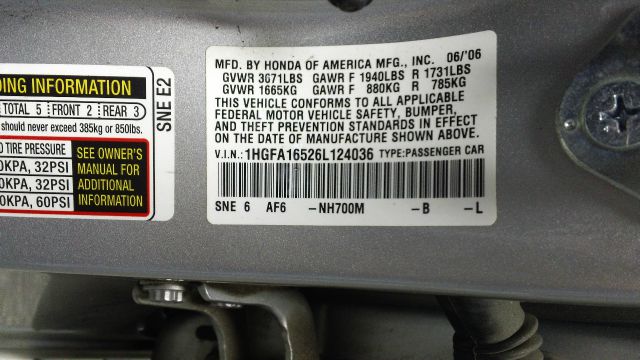 DING INFORMATION
TOTAL 5 FRONT 2 REAR 3
should never exceed 385kg or 850lbs.
TIRE PRESSURE
0KPA, 32PSI
0KPA, 32PSI
0KPA, 60PSI
SEE OWNER'S
MANUAL FOR
ADDITIONAL
INFORMATION
SNE E2
MFD. BY HONDA OF AMERICA MFG., INC. 06/'06
GVWR 3671LBS GAWR F 1940LBS R 1731LBS
GVWR 1665KG GAWR F 880KG R 785KG
THIS VEHICLE CONFORMS TO ALL APPLICABLE
FEDERAL MOTOR VEHICLE SAFETY, BUMPER,
AND THEFT PREVENTION STANDARDS IN EFFECT
ON THE DATE OF MANUFACTURE SHOWN ABOVE.
V.I.N.: 1HGFA16526L124036 TYPE:PASSENGER CAR
SNE 6 AF6 -NH700M -B -L